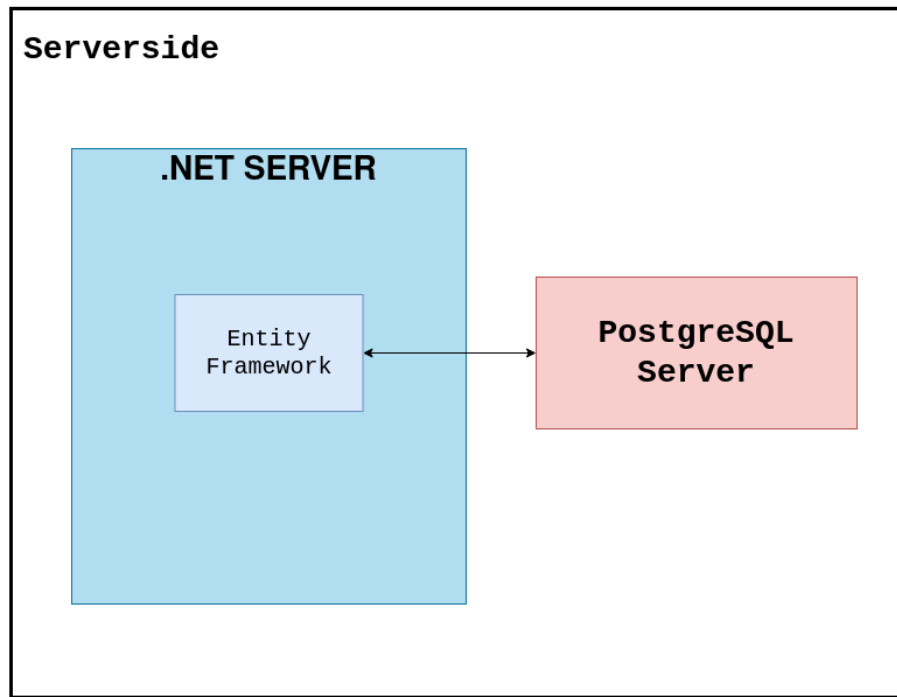 Serverside
.NET SERVER
Entity
Framework
PostgreSQL
Server